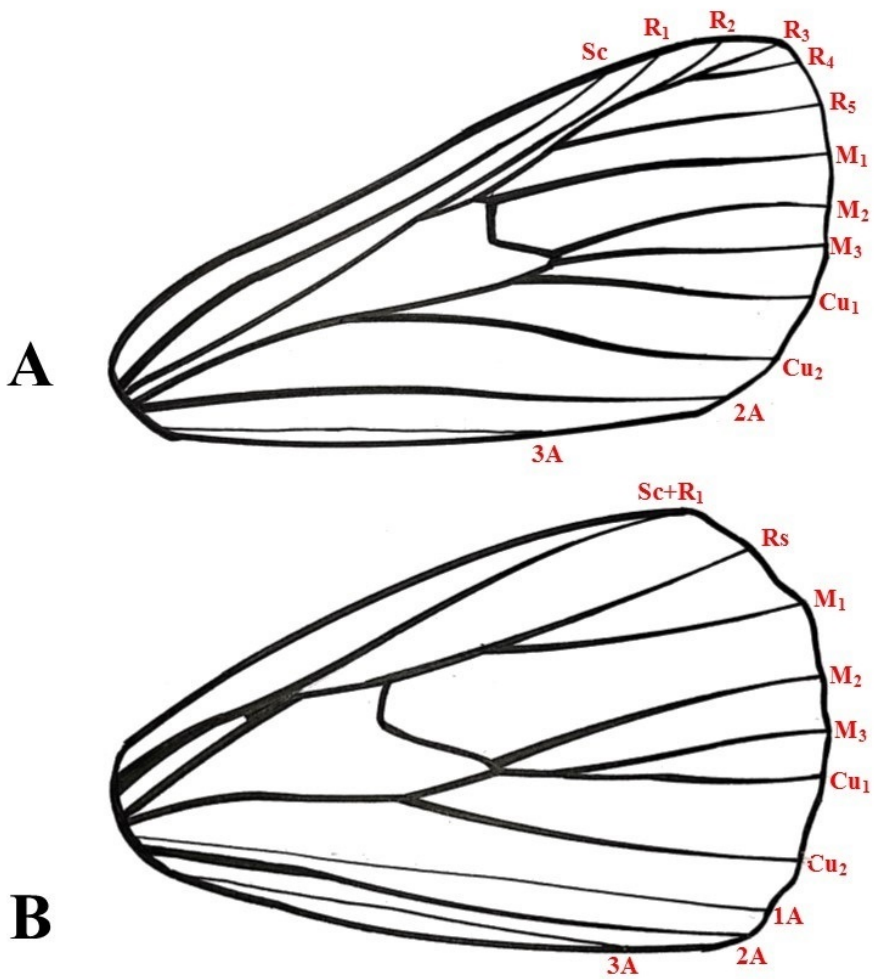 Sc
R₁
R₂
R₃
R₄
R₅
M₁
M₂
M₃
Cu₁
Cu₂
2A
3A
A
Sc+R₁
Rs
M₁
M₂
M₃
Cu₁
Cu₂
1A
2A
3A
B